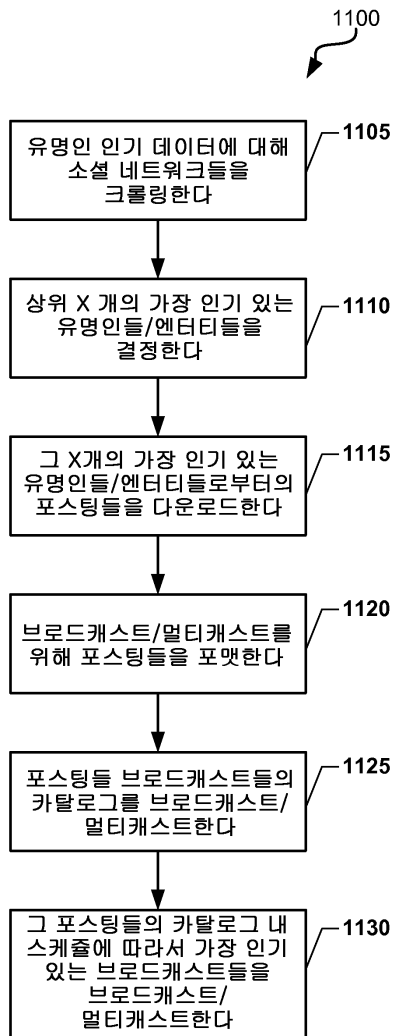 1100
유명인 인기 데이터에 대해
소셜 네트워크들을
크롤링한다
1105
상위 X 개의 가장 인기 있는
유명인들/엔터티들을
결정한다
1110
그 X개의 가장 인기 있는
유명인들/엔터티들로부터의
포스팅들을 다운로드한다
1115
브로드캐스트/멀티캐스트를
위해 포스팅들을 포맷한다
1120
포스팅들 브로드캐스트들의
카탈로그를 브로드캐스트/
멀티캐스트한다
1125
그 포스팅들의 카탈로그 내
스케쥴에 따라서 가장 인기
있는 브로드캐스트들을
브로드캐스트/
멀티캐스트한다
1130